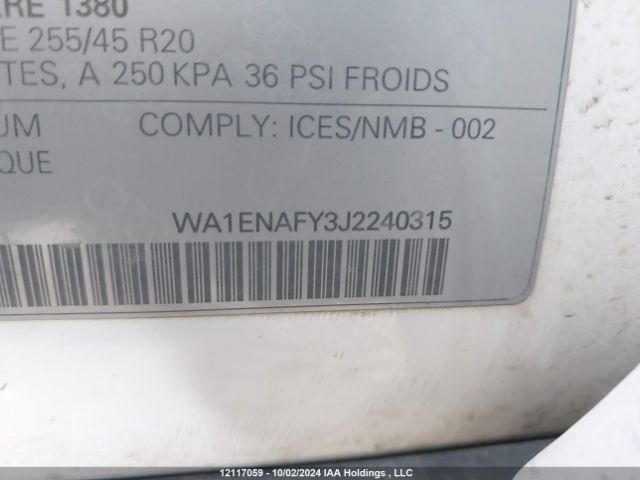 1380
E 255/45 R20
TES, A 250 KPA 36 PSI FROIDS
UM COMPLY: ICES/NMB - 002
QUE
WA1ENAFY3J2240315
12117059 - 10/02/2024 IAA Holdings , LLC